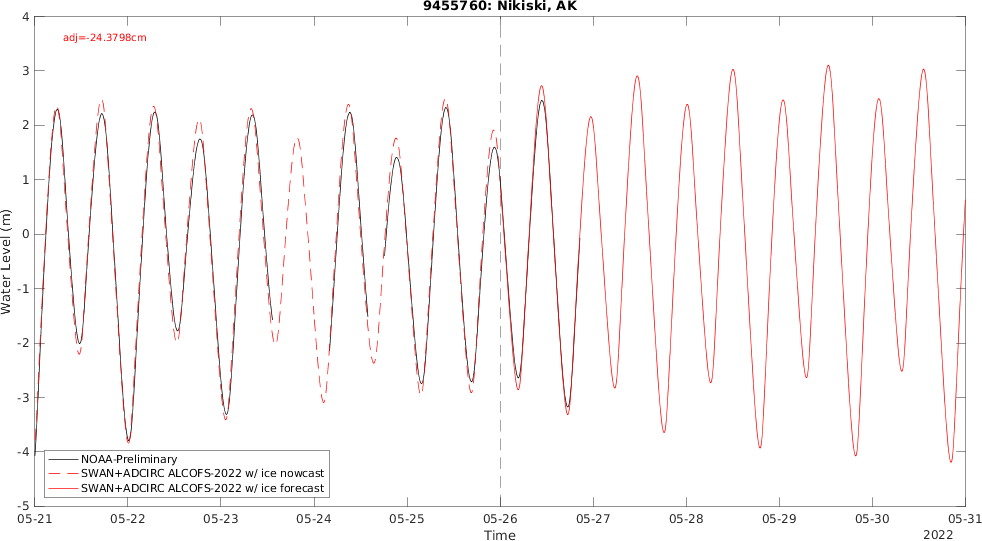 9455760: Nikiski, AK
adj=-24.3798cm
4
3
2
1
0
-1
-2
-3
-4
-5
Water Level (m)
NOAA-Preliminary
SWAN+ADCIRC ALCOFS-2022 w/ ice nowcast
SWAN+ADCIRC ALCOFS-2022 w/ ice forecast
05-21 05-22 05-23 05-24 05-25 05-26 05-27 05-28 05-29 05-30 05-31
Time
2022